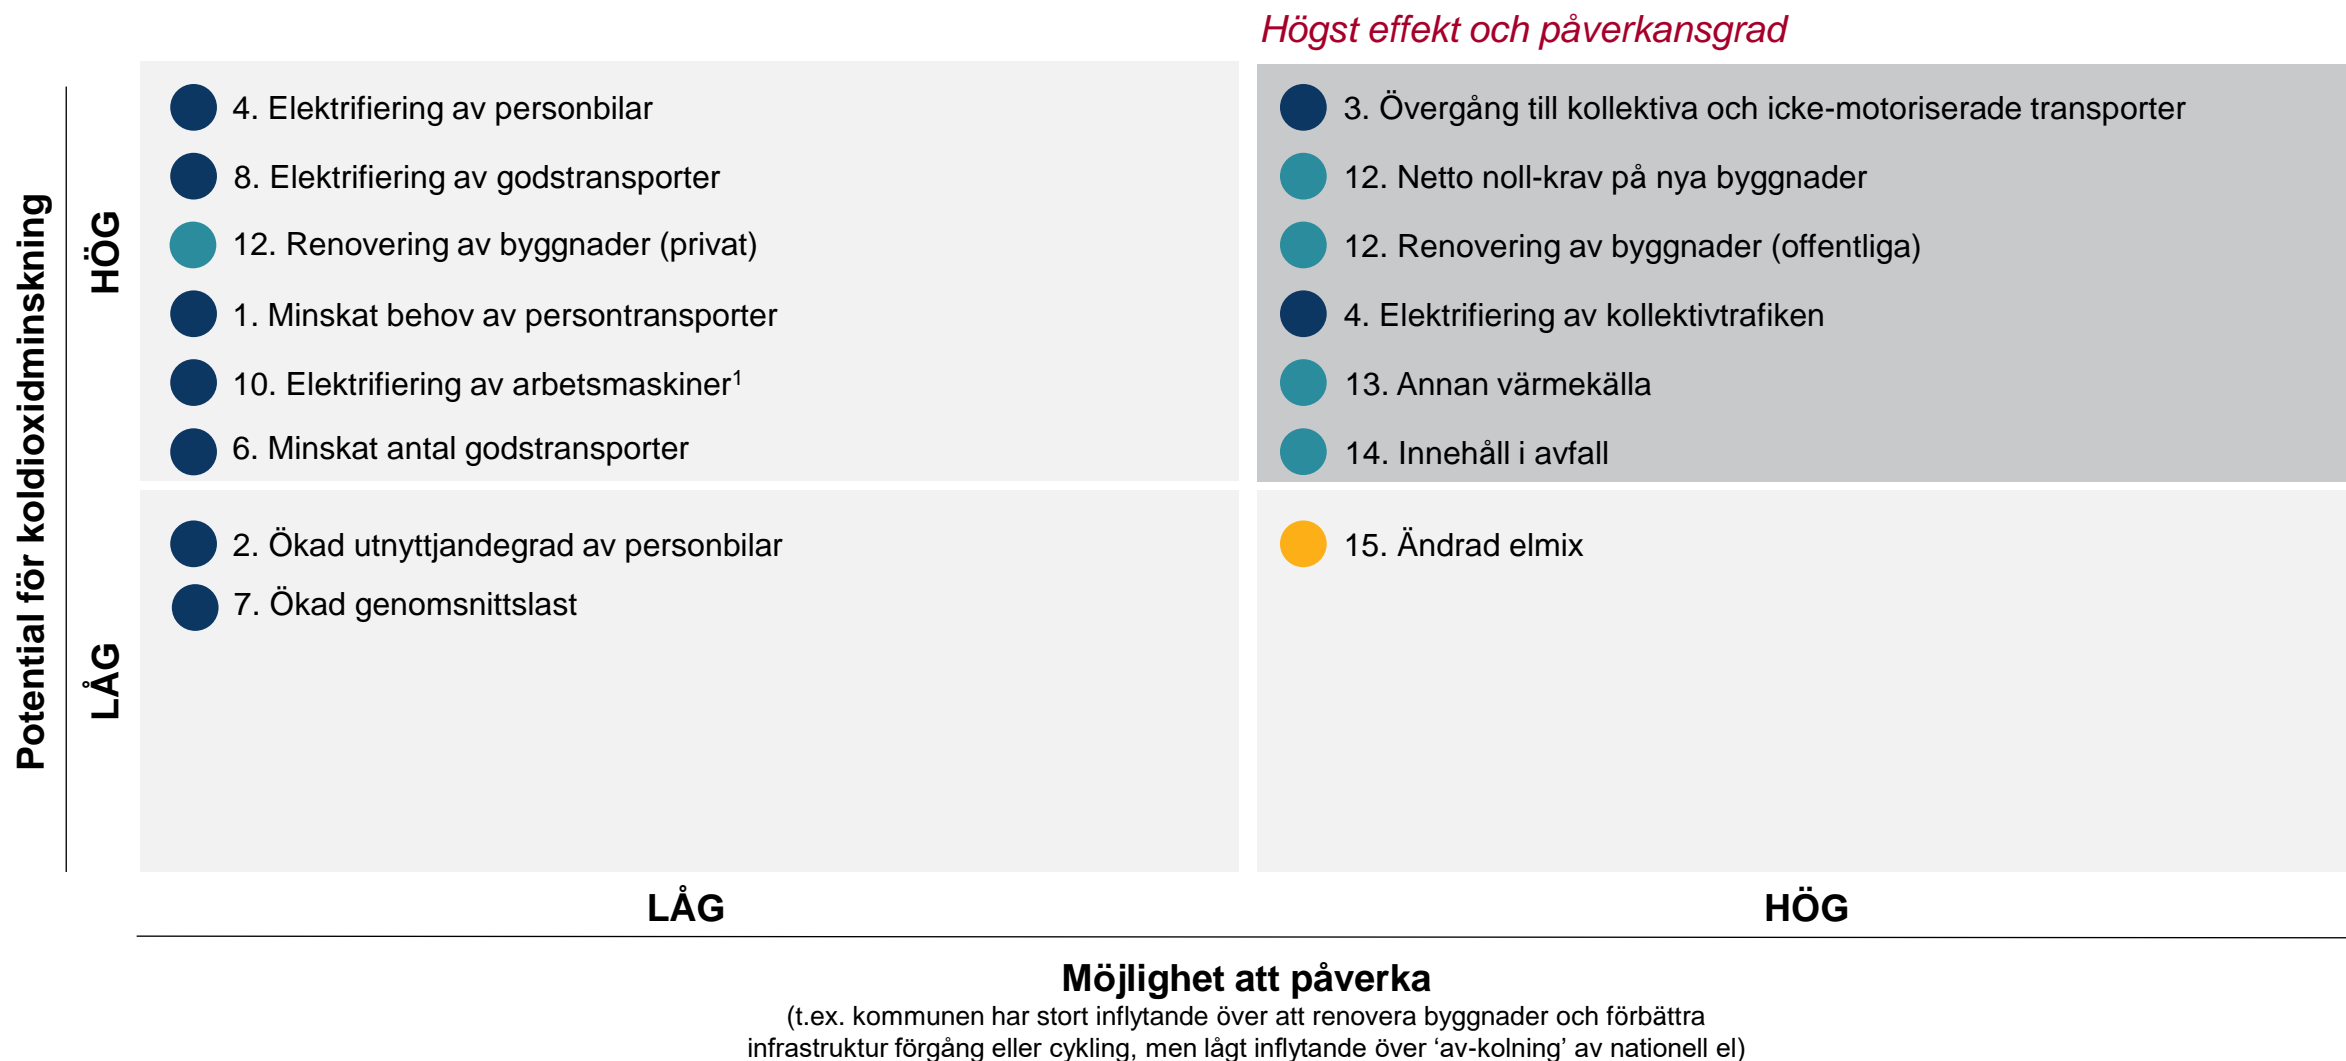 Högst effekt och påverkansgrad
Potential för koldioxidminskning
HÖG
4. Elektrifiering av personbilar
8. Elektrifiering av godstransporter
12. Renovering av byggnader (privat)
1. Minskat behov av persontransporter
10. Elektrifiering av arbetsmaskiner¹
6. Minskat antal godstransporter
3. Övergång till kollektiva och icke-motoriserade transporter
12. Netto noll-krav på nya byggnader
12. Renovering av byggnader (offentliga)
4. Elektrifiering av kollektivtrafiken
13. Annan värmekälla
14. Innehåll i avfall
LÅG
2. Ökad utnyttjandegrad av personbilar
7. Ökad genomsnittslast
15. Ändrad elmix
LÅG
HÖG
Möjlighet att påverka
(t.ex. kommunen har stort inflytande över att renovera byggnader och förbättra
infrastruktur förgång eller cykling, men lågt inflytande över ‘av-kolning’ av nationell el)